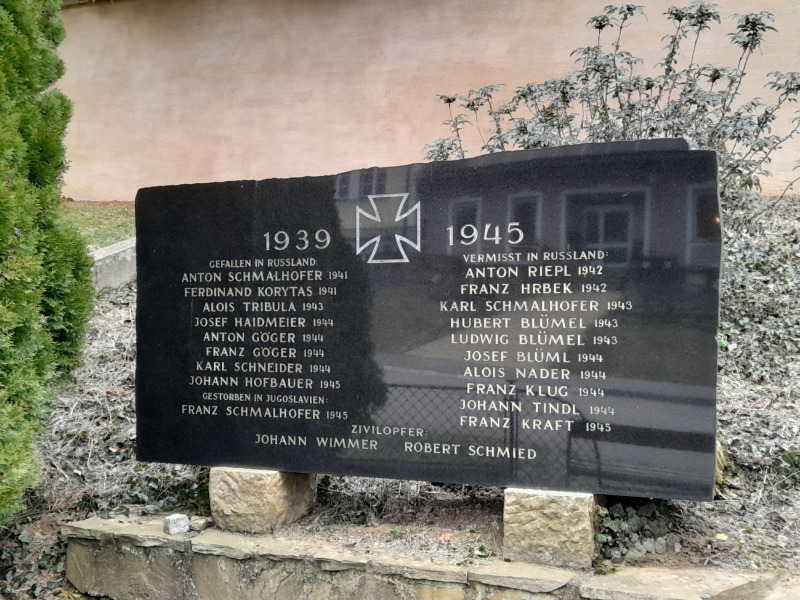 1939 1945
GEFALLEN IN RUSSLAND:
ANTON SCHMALHOFER 1941
FERDINAND KORYTAS 1941
ALOIS TRIBULA 1943
JOSEF HAIDMEIER 1944
ANTON GÖGER 1944
FRANZ GÖGER 1944
KARL SCHNEIDER 1944
JOHANN HOFBAUER 1945
GESTORBEN IN JUGOSLAVIEN:
FRANZ SCHMALHOFER 1945
VERMISST IN RUSSLAND:
ANTON RIEPL 1942
FRANZ HRBEK 1942
KARL SCHMALHOFER 1943
HUBERT BLÜMEL 1943
LUDWIG BLÜMEL 1943
JOSEF BLÜML 1944
ALOIS NADER 1944
FRANZ KLUG 1944
JOHANN TINDL 1944
FRANZ KRAFT 1945
ZIVILOPFER:
JOHANN WIMMER ROBERT SCHMIED